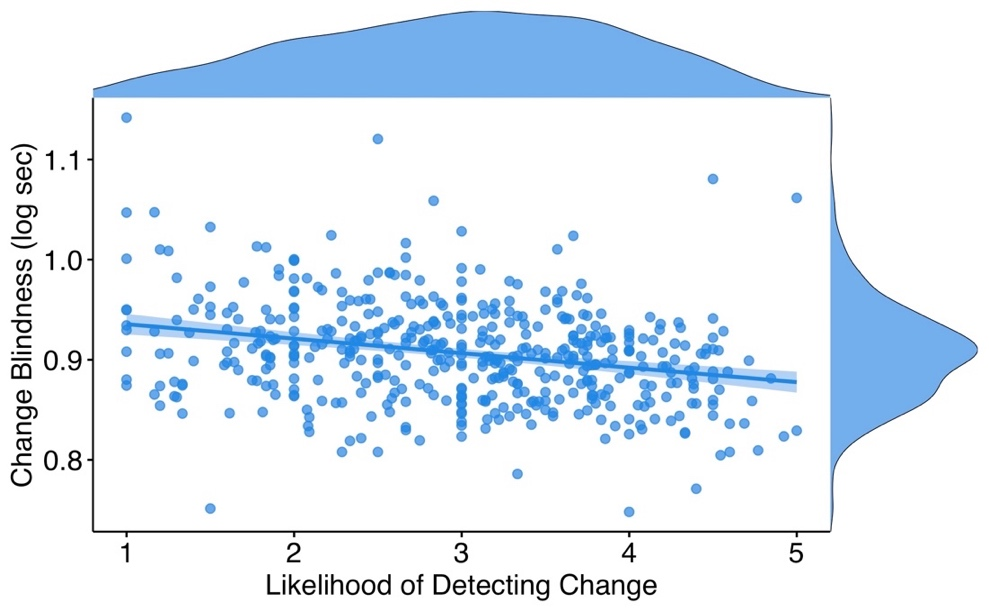 Change Blindness (log sec)
1.1
1.0
0.9
0.8
1 2 3 4 5
Likelihood of Detecting Change